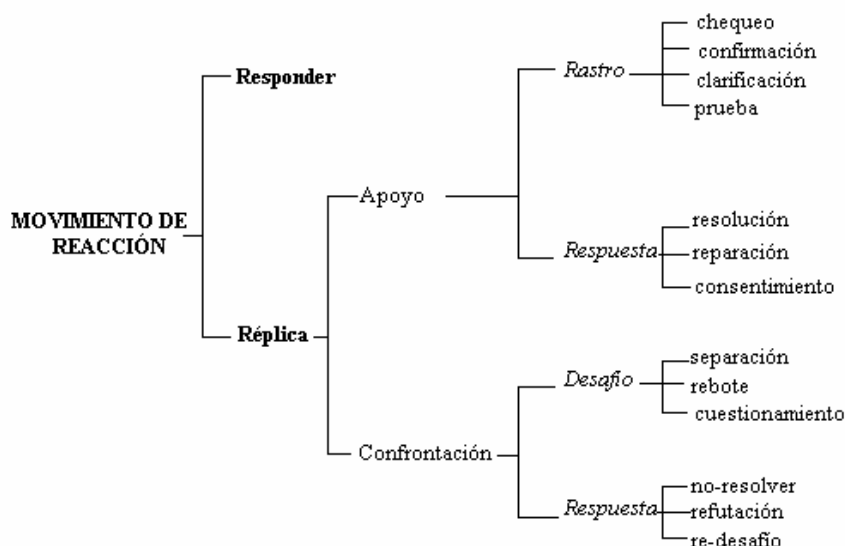 MOVIMIENTO DE
REACCIÓN
Responder
Réplica
Apoyo
Rastro
chequeo
confirmación
clarificación
prueba
Respuesta
resolución
reparación
consentimiento
Confrontación
Desafío
separación
rebote
cuestionamiento
Respuesta
no-resolver
refutación
re-desafío